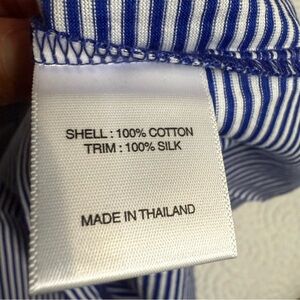 SHELL : 100% COTTON
TRIM : 100% SILK
MADE IN THAILAND